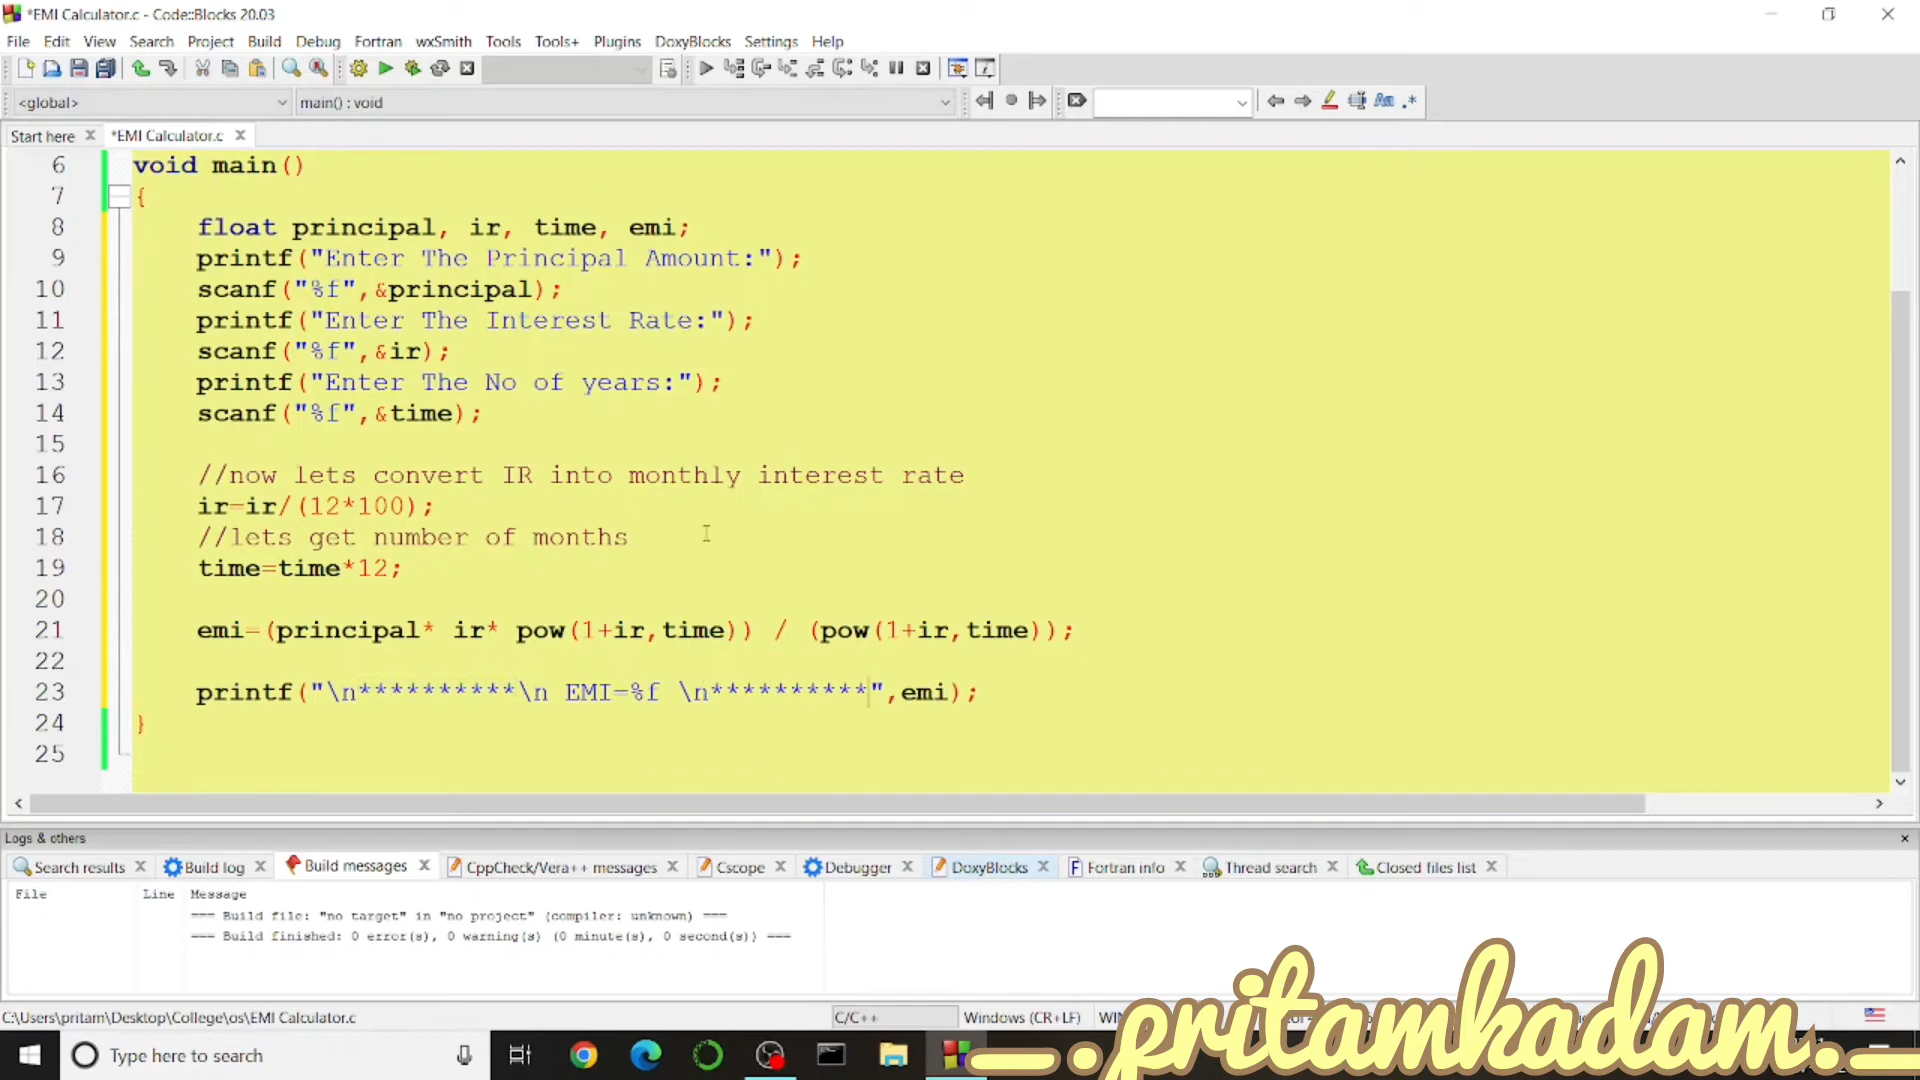 *EMI Calculator.c - Code::Blocks 20.03
File Edit View Search Project Build Debug Fortran wxSmith Tools Tools+ Plugins DoxyBlocks Settings Help
<global> main() : void
Start here *EMI Calculator.c
6 void main()
7 {
8 float principal, ir, time, emi;
9 printf("Enter The Principal Amount:");
10 scanf("%f",&principal);
11 printf("Enter The Interest Rate:");
12 scanf("%f",&ir);
13 printf("Enter The No of years:");
14 scanf("%f",&time);
15
16 //now lets convert IR into monthly interest rate
17 ir=ir/(12*100);
18 //lets get number of months
19 time=time*12;
20
21 emi=(principal* ir* pow(1+ir,time)) / (pow(1+ir,time));
22
23 printf("\n**********\n EMI=%f \n**********",emi);
24 }
25
Logs & others
Search results Build log Build messages CppCheck/Vera++ messages Cscope Debugger DoxyBlocks Fortran info Thread search Closed files list
File Line Message
=== Build file: "no target" in "no project" (compiler: unknown) ===
=== Build finished: 0 error(s), 0 warning(s) (0 minute(s), 0 second(s)) ===
C:\Users\pritam\Desktop\College\os\EMI Calculator.c C/C++ Windows (CR+LF)
Type here to search
_.pritamkadam._